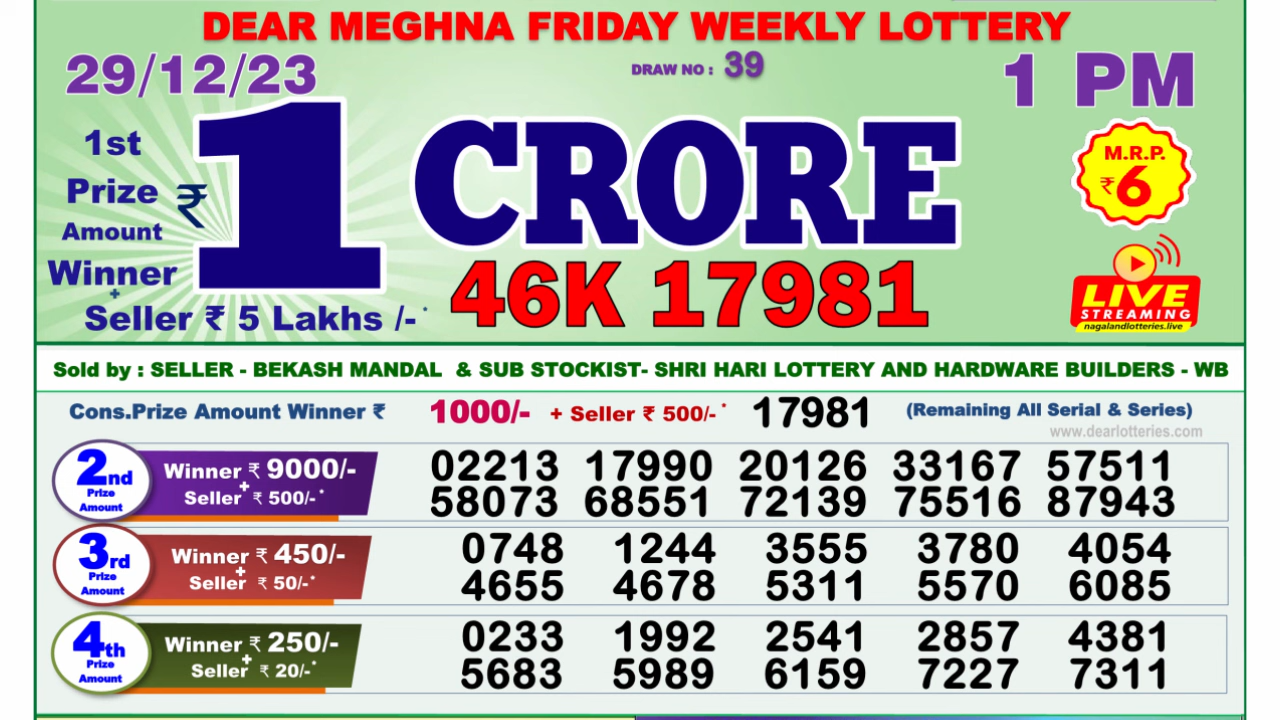 DEAR MEGHNA FRIDAY WEEKLY LOTTERY
29/12/23
DRAW NO : 39
1 PM
1st
Prize
Amount
Winner
+
Seller ₹ 5 Lakhs /-*
₹ 1 CRORE
46K 17981
M.R.P.
₹6
LIVE
STREAMING
nagalandlotteries.live
Sold by : SELLER - BEKASH MANDAL & SUB STOCKIST- SHRI HARI LOTTERY AND HARDWARE BUILDERS - WB
Cons.Prize Amount Winner ₹ 1000/- + Seller ₹ 500/-* 17981 (Remaining All Serial & Series)
www.dearlotteries.com
2nd
Prize
Amount
Winner ₹ 9000/-
+
Seller ₹ 500/-*
02213 17990 20126 33167 57511
58073 68551 72139 75516 87943
3rd
Prize
Amount
Winner ₹ 450/-
+
Seller ₹ 50/-*
0748 1244 3555 3780 4054
4655 4678 5311 5570 6085
4th
Prize
Amount
Winner ₹ 250/-
+
Seller ₹ 20/-*
0233 1992 2541 2857 4381
5683 5989 6159 7227 7311